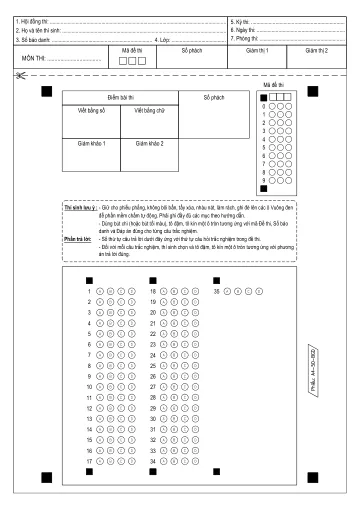 1. Hội đồng thi:
2. Họ và tên thí sinh:
3. Số báo danh:
4. Lớp:
5. Kỳ thi:
6. Ngày thi:
7. Phòng thi:
MÔN THI:
Mã đề thi
Số phách
Giám thị 1
Giám thị 2
Mã đề thi
0
1
2
3
4
5
6
7
8
9
Điểm bài thi
Số phách
Viết bằng số
Viết bằng chữ
Giám khảo 1
Giám khảo 2
Thí sinh lưu ý: - Giữ cho phiếu phẳng, không bôi bẩn, tẩy xóa, nhàu nát, làm rách, ghi đè lên các ô Vuông đen
để phần mềm chấm tự động. Phải ghi đầy đủ các mục theo hướng dẫn.
- Dùng bút chì (hoặc bút tối màu), tô đậm, tô kín một ô tròn tương ứng với mã Đề thi, Số báo
danh và Đáp án đúng cho từng câu trắc nghiệm.
Phần trả lời: - Số thứ tự câu trả lời dưới đây ứng với thứ tự câu hỏi trắc nghiệm trong đề thi.
- Đối với mỗi câu trắc nghiệm, thí sinh chọn và tô đậm, tô kín một ô tròn tương ứng với phương
án trả lời đúng.
1 A B C D
2 A B C D
3 A B C D
4 A B C D
5 A B C D
6 A B C D
7 A B C D
8 A B C D
9 A B C D
10 A B C D
11 A B C D
12 A B C D
13 A B C D
14 A B C D
15 A B C D
16 A B C D
17 A B C D
18 A B C D
19 A B C D
20 A B C D
21 A B C D
22 A B C D
23 A B C D
24 A B C D
25 A B C D
26 A B C D
27 A B C D
28 A B C D
29 A B C D
30 A B C D
31 A B C D
32 A B C D
33 A B C D
34 A B C D
35 A B C D
Phiếu: A4-50-BGD